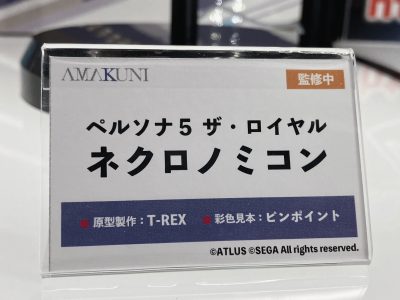 AMAKUNI
監修中
ペルソナ5 ザ・ロイヤル
ネクロノミコン
原型製作：T-REX 彩色見本：ピンポイント
©ATLUS ©SEGA All rights reserved.